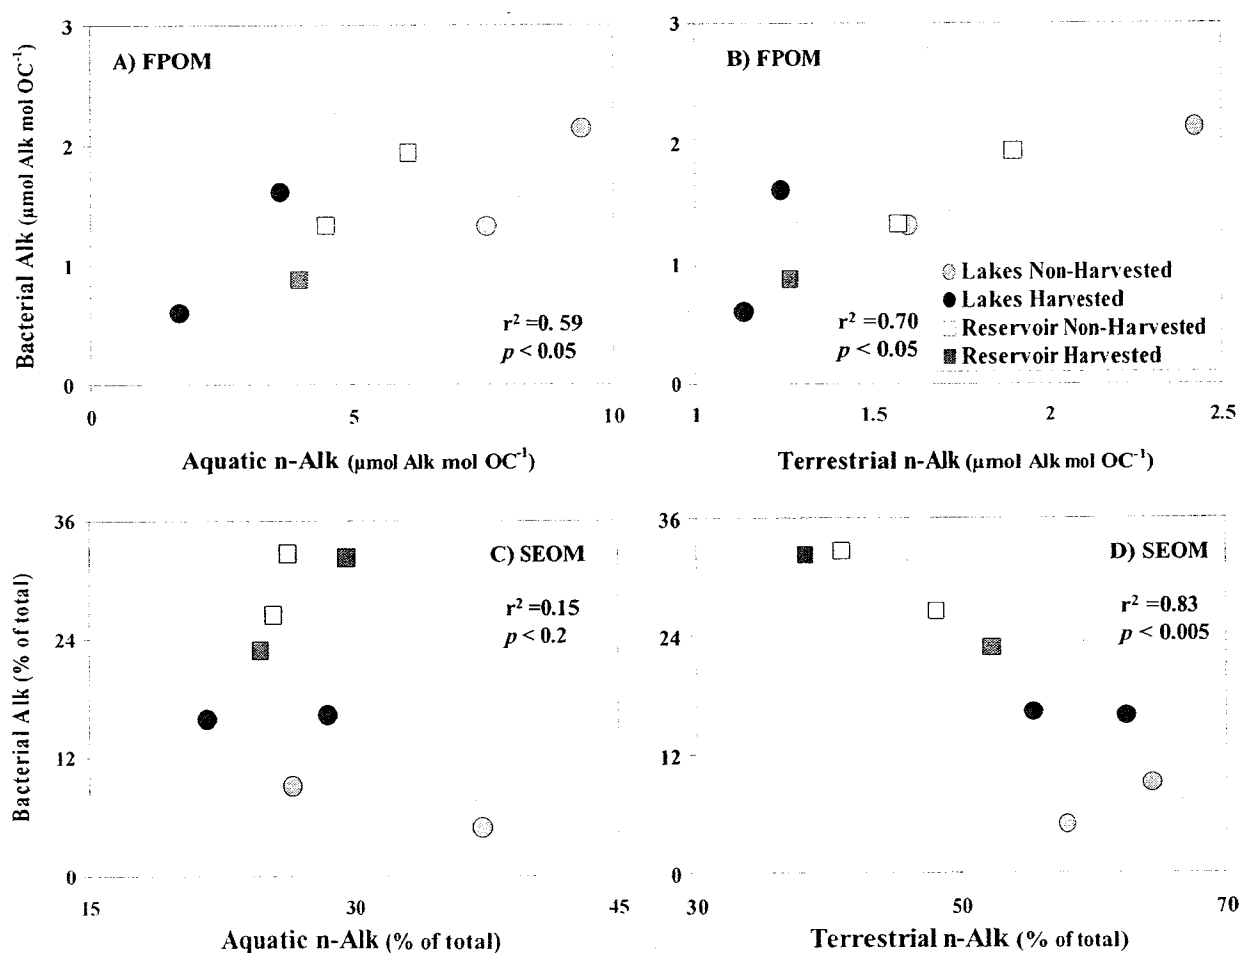 A) FPOM
Bacterial Alk (µmol Alk mol OC⁻¹)
3
2
1
0
r² =0. 59
p < 0.05
0
5
10
Aquatic n-Alk (µmol Alk mol OC⁻¹)
B) FPOM
3
2
1
0
Lakes Non-Harvested
Lakes Harvested
Reservoir Non-Harvested
Reservoir Harvested
r² =0.70
p < 0.05
1
1.5
2
2.5
Terrestrial n-Alk (µmol Alk mol OC⁻¹)
C) SEOM
Bacterial Alk (% of total)
36
24
12
0
r² =0.15
p < 0.2
15
30
45
Aquatic n-Alk (% of total)
D) SEOM
36
24
12
0
r² =0.83
p < 0.005
30
50
70
Terrestrial n-Alk (% of total)